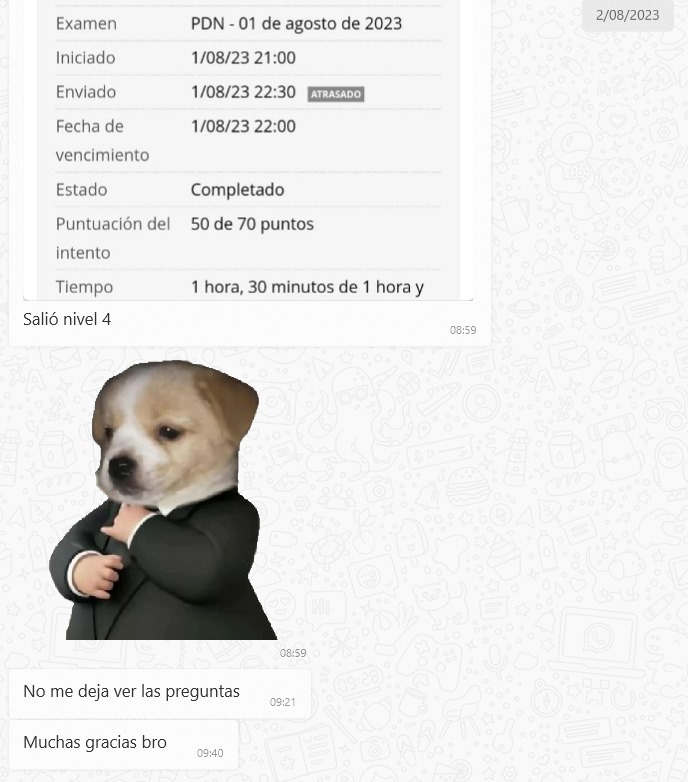 2/08/2023
Examen PDN - 01 de agosto de 2023
Iniciado 1/08/23 21:00
Enviado 1/08/23 22:30 ATRASADO
Fecha de 1/08/23 22:00
vencimiento
Estado Completado
Puntuación del 50 de 70 puntos
intento
Tiempo 1 hora, 30 minutos de 1 hora y
Salió nivel 4
08:59
08:59
No me deja ver las preguntas
09:21
Muchas gracias bro
09:40